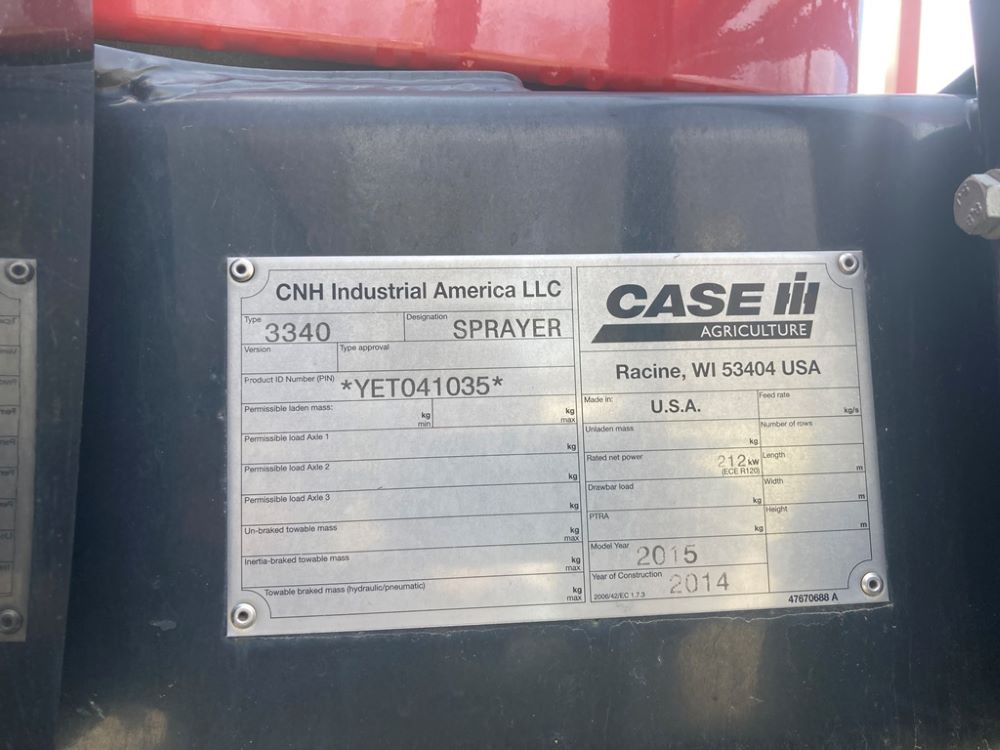 CNH Industrial America LLC
Type
3340
Designation
SPRAYER
Version
Type approval
Product ID Number (PIN)
*YET041035*
Permissible laden mass:
kg
min
kg
max
Permissible load Axle 1
kg
Permissible load Axle 2
kg
Permissible load Axle 3
kg
Un-braked towable mass
kg
max
Inertia-braked towable mass
kg
max
Towable braked mass (hydraulic/pneumatic)
kg
max
CASE IH
AGRICULTURE
Racine, WI 53404 USA
Made in:
U.S.A.
Feed rate
kg/s
Unladen mass
kg
Number of rows
Rated net power
212 kW
(ECE R120)
Length
m
Drawbar load
kg
Width
m
PTRA
kg
Height
m
Model Year
2015
Year of Construction
2014
2006/42/EC 1.7.3
47670688 A